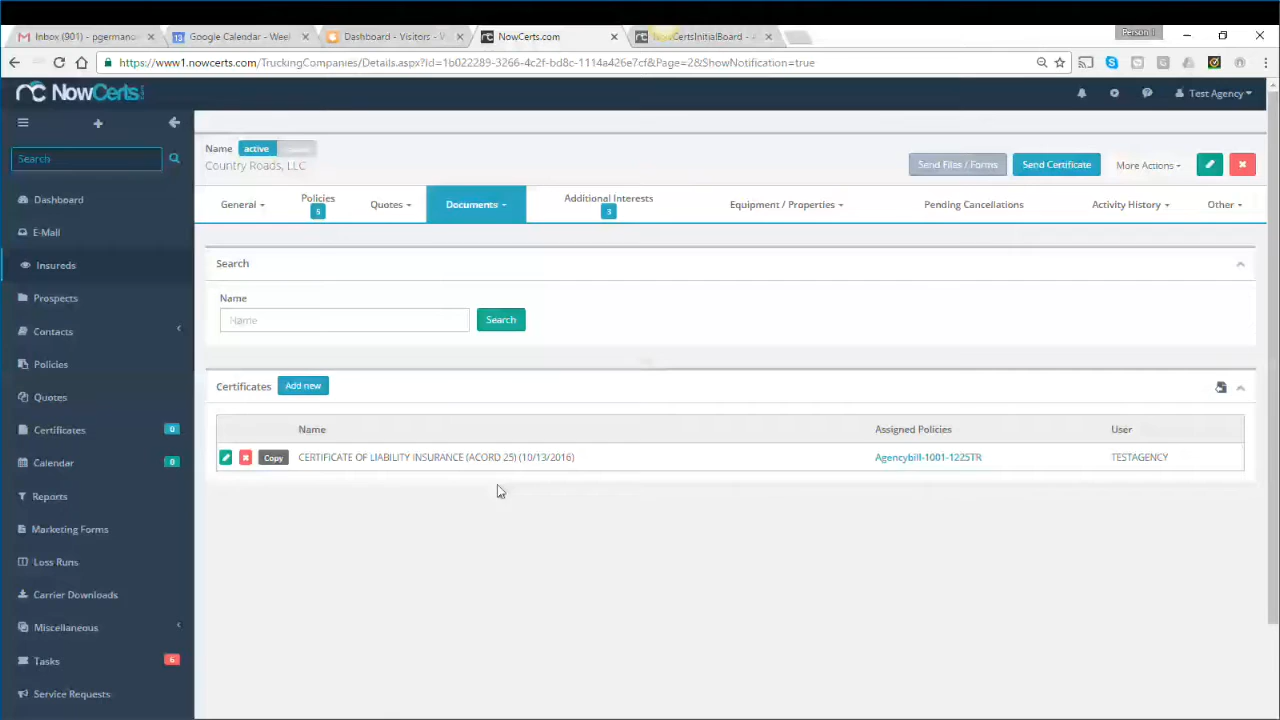 Inbox (901) - pgermano
Google Calendar - Weel
Dashboard - Visitors - V
NowCerts.com
NowCertsInitialBoard - A
Person II
https://www1.nowcerts.com/TruckingCompanies/Details.aspx?Id=1b022289-3266-4c2f-bd8c-1114a426e7cf&Page=28&ShowNotification=true
NowCerts
Test Agency
Name active
Country Roads, LLC
Send Files / Forms Send Certificate More Actions
General Policies 5 Quotes Documents Additional Interests 3 Equipment / Properties Pending Cancellations Activity History Other
Search
Dashboard
E-Mail
Insureds
Prospects
Contacts
Policies
Quotes
Certificates 0
Calendar 0
Reports
Marketing Forms
Loss Runs
Carrier Downloads
Miscellaneous
Tasks 6
Service Requests
Search
Name
Name Search
Certificates Add new
Name Assigned Policies User
Copy CERTIFICATE OF LIABILITY INSURANCE (ACORD 25) (10/13/2016) Agencybill-1001-1225TR TESTAGENCY